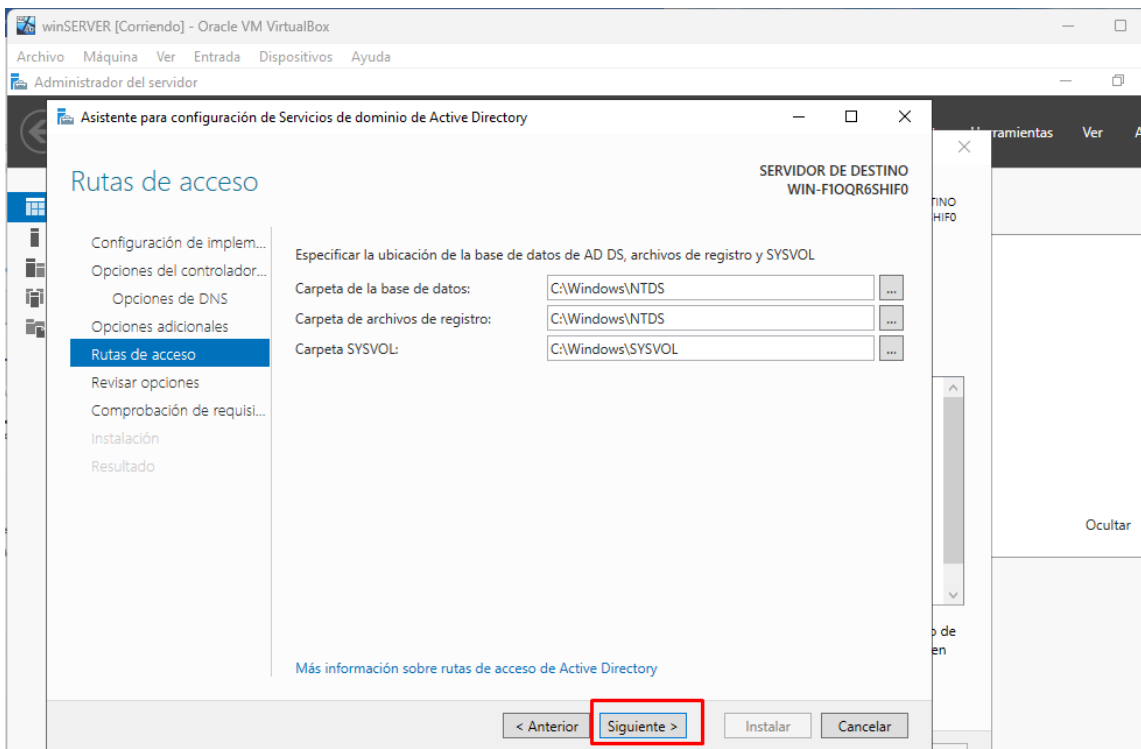 winSERVER [Corriendo] - Oracle VM VirtualBox
Archivo Máquina Ver Entrada Dispositivos Ayuda
Administrador del servidor
Asistente para configuración de Servicios de dominio de Active Directory
rramientas Ver A
Rutas de acceso
SERVIDOR DE DESTINO
WIN-F1OQR6SHIF0
TINO
HIF0
Configuración de implem...
Opciones del controlador...
Opciones de DNS
Opciones adicionales
Rutas de acceso
Revisar opciones
Comprobación de requisi...
Instalación
Resultado
Especificar la ubicación de la base de datos de AD DS, archivos de registro y SYSVOL
Carpeta de la base de datos: C:\Windows\NTDS ...
Carpeta de archivos de registro: C:\Windows\NTDS ...
Carpeta SYSVOL: C:\Windows\SYSVOL ...
Ocultar
o de
en
Más información sobre rutas de acceso de Active Directory
< Anterior Siguiente > Instalar Cancelar